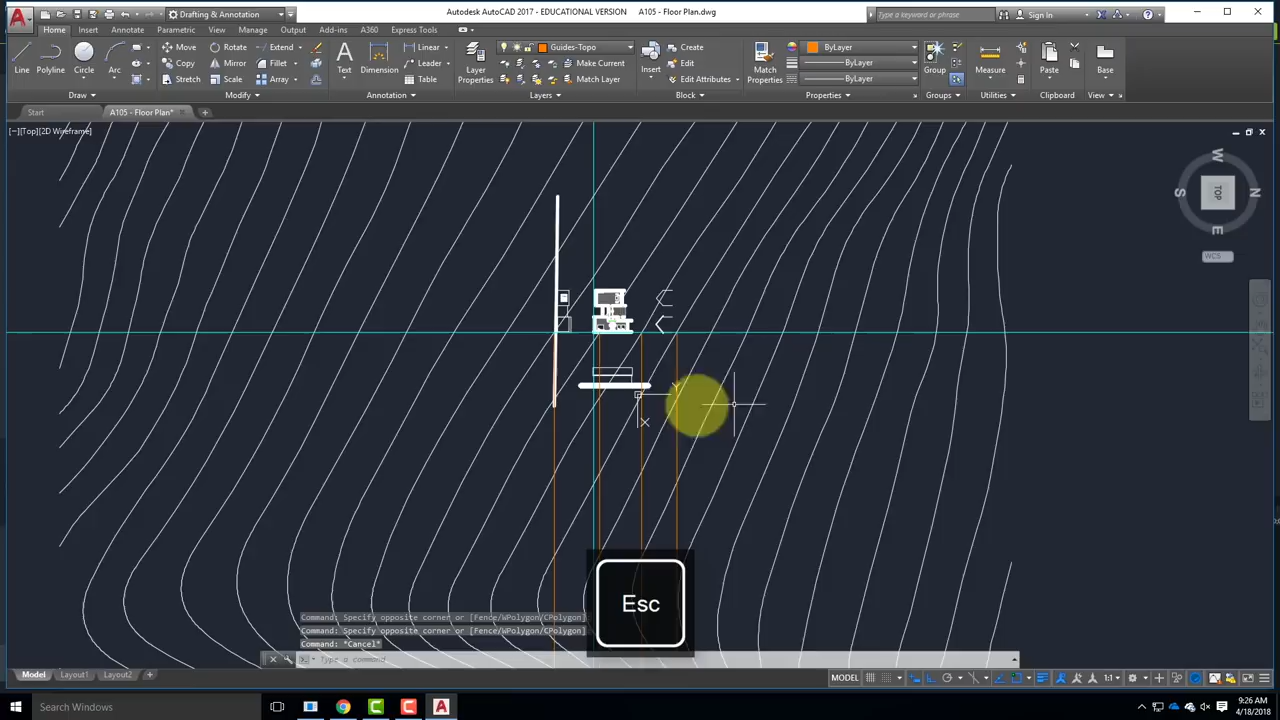 Autodesk AutoCAD 2017 - EDUCATIONAL VERSION A105 - Floor Plan.dwg
Drafting & Annotation
Type a keyword or phrase
Sign In
Home Insert Annotate Parametric View Manage Output Add-ins A360 Express Tools
Line Polyline Circle Arc
Move Rotate Extend
Copy Mirror Fillet
Stretch Scale Array
Text Dimension
Linear
Leader
Table
Layer Properties
Guides-Topo
Make Current
Match Layer
Insert
Create
Edit
Edit Attributes
Match Properties
ByLayer
ByLayer
ByLayer
Group
Measure
Paste
Base
Draw Modify Annotation Layers Block Properties Groups Utilities Clipboard View
Start A105 - Floor Plan*
[−][Top][2D Wireframe]
W
S TOP N
E
WCS
Y
X
Esc
Command: Specify opposite corner or [Fence/WPolygon/CPolygon]
Command: Specify opposite corner or [Fence/WPolygon/CPolygon]
Command: *Cancel*
Type a command
Model Layout1 Layout2 +
MODEL 1:1
Search Windows
9:26 AM
4/18/2018